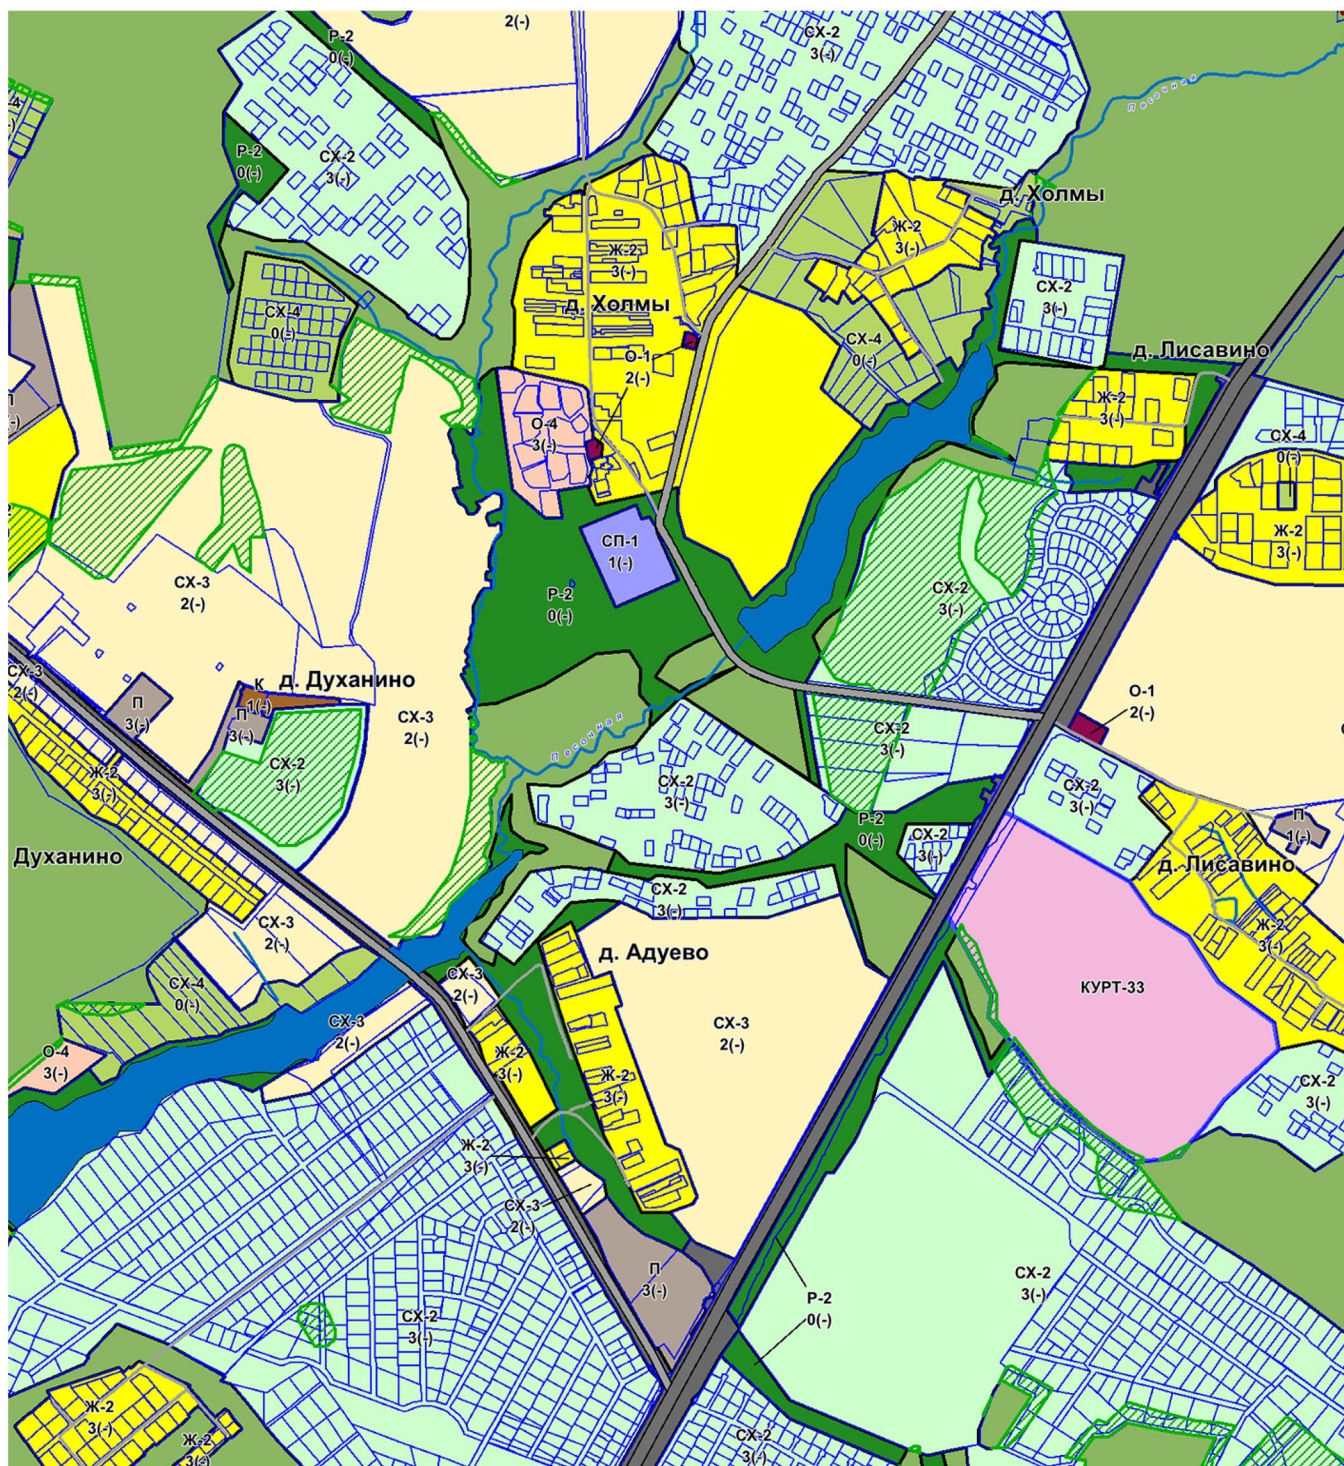 2(-)
Р-2
0(-)
СХ-2
3(-)
Песочная
Р-2
0(-)
СХ-2
3(-)
д. Холмы
Ж-2
3(-)
Ж-2
3(-)
СХ-2
3(-)
д. Холмы
СХ-4
0(-)
СХ-4
0(-)
О-1
2(-)
д. Лисавино
Ж-2
3(-)
О-4
3(-)
СХ-4
0(-)
Ж-2
3(-)
СП-1
1(-)
СХ-3
2(-)
Р-2
0(-)
СХ-2
3(-)
СХ-3
2(-)
К
1(-)
д. Духанино
П
3(-)
П
3(-)
СХ-3
2(-)
О-1
2(-)
Песочная
СХ-2
3(-)
СХ-2
3(-)
Ж-2
3(-)
СХ-2
3(-)
СХ-2
3(-)
П
1(-)
Р-2
0(-)
СХ-2
3(-)
Духанино
д. Лисавино
СХ-2
3(-)
СХ-3
2(-)
Ж-2
3(-)
д. Адуево
СХ-4
0(-)
СХ-3
2(-)
КУРТ-33
СХ-3
2(-)
СХ-3
2(-)
О-4
3(-)
Ж-2
3(-)
Ж-2
3(-)
СХ-2
3(-)
Ж-2
3(-)
СХ-3
2(-)
П
3(-)
СХ-2
3(-)
Р-2
0(-)
СХ-2
3(-)
Ж-2
3(-)
Ж-2
3(-)
СХ-2
3(-)